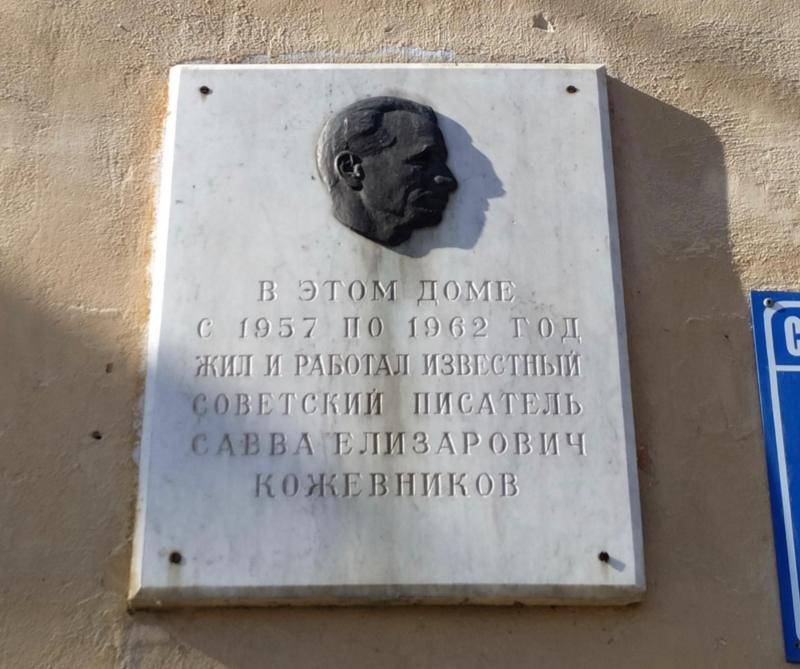 В ЭТОМ ДОМЕ
С 1957 ПО 1962 ГОД
ЖИЛ И РАБОТАЛ ИЗВЕСТНЫЙ
СОВЕТСКИЙ ПИСАТЕЛЬ
САВВА ЕЛИЗАРОВИЧ
КОЖЕВНИКОВ